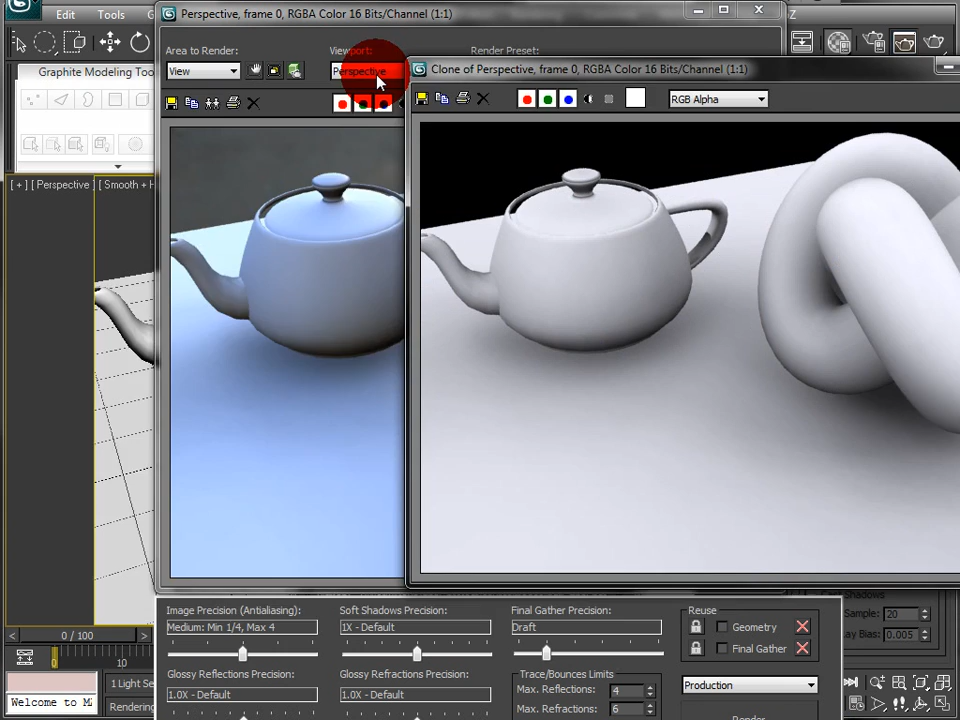 Perspective, frame 0, RGBA Color 16 Bits/Channel (1:1)
Edit
Tools
G
Z
Area to Render:
Viewport:
Render Preset:
View
Perspective
Graphite Modeling Too
Clone of Perspective, frame 0, RGBA Color 16 Bits/Channel (1:1)
RGB Alpha
[ + ] [ Perspective ] [ Smooth + H
0 / 100
10
Welcome to M
1 Light Se
Rendering
Image Precision (Antialiasing):
Medium: Min 1/4, Max 4
Soft Shadows Precision:
1X - Default
Final Gather Precision:
Draft
Reuse
Geometry
Final Gather
Glossy Reflections Precision:
1.0X - Default
Glossy Refractions Precision:
1.0X - Default
Trace/Bounces Limits
Max. Reflections: 4
Max. Refractions: 6
Production
Render
Shadows
Sample: 20
ay Bias: 0.005